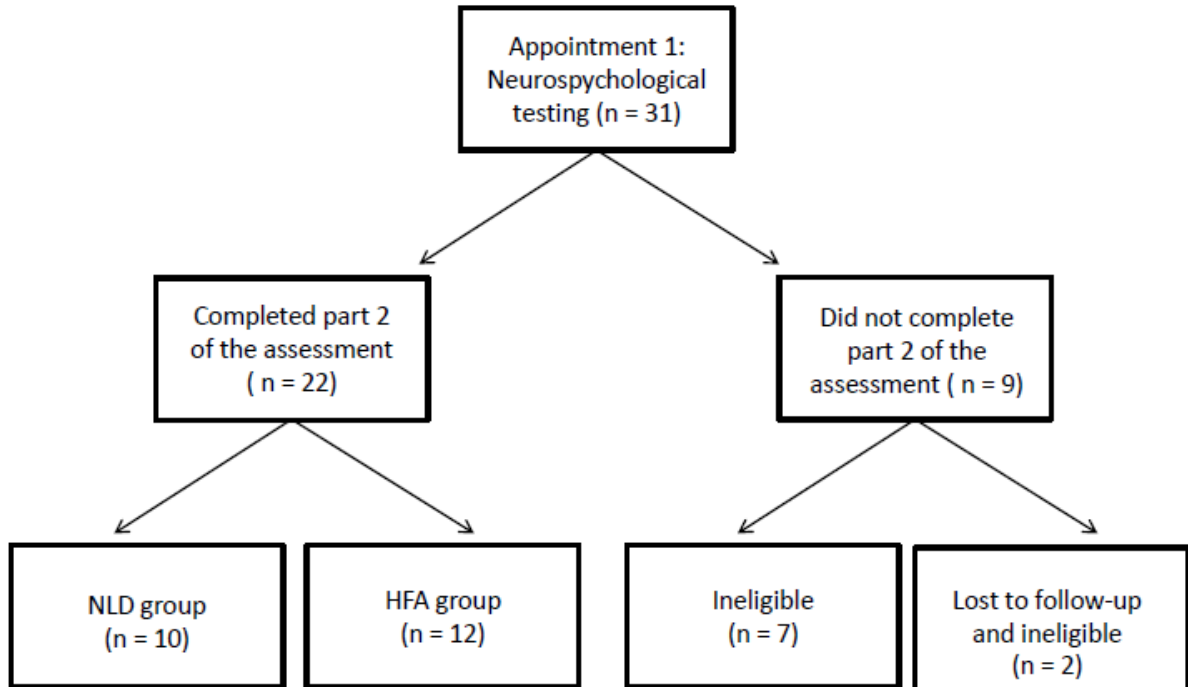 Appointment 1:
Neurospychological
testing (n = 31)
Completed part 2
of the assessment
( n = 22)
Did not complete
part 2 of the
assessment ( n = 9)
NLD group
(n = 10)
HFA group
(n = 12)
Ineligible
(n = 7)
Lost to follow-up
and ineligible
(n = 2)